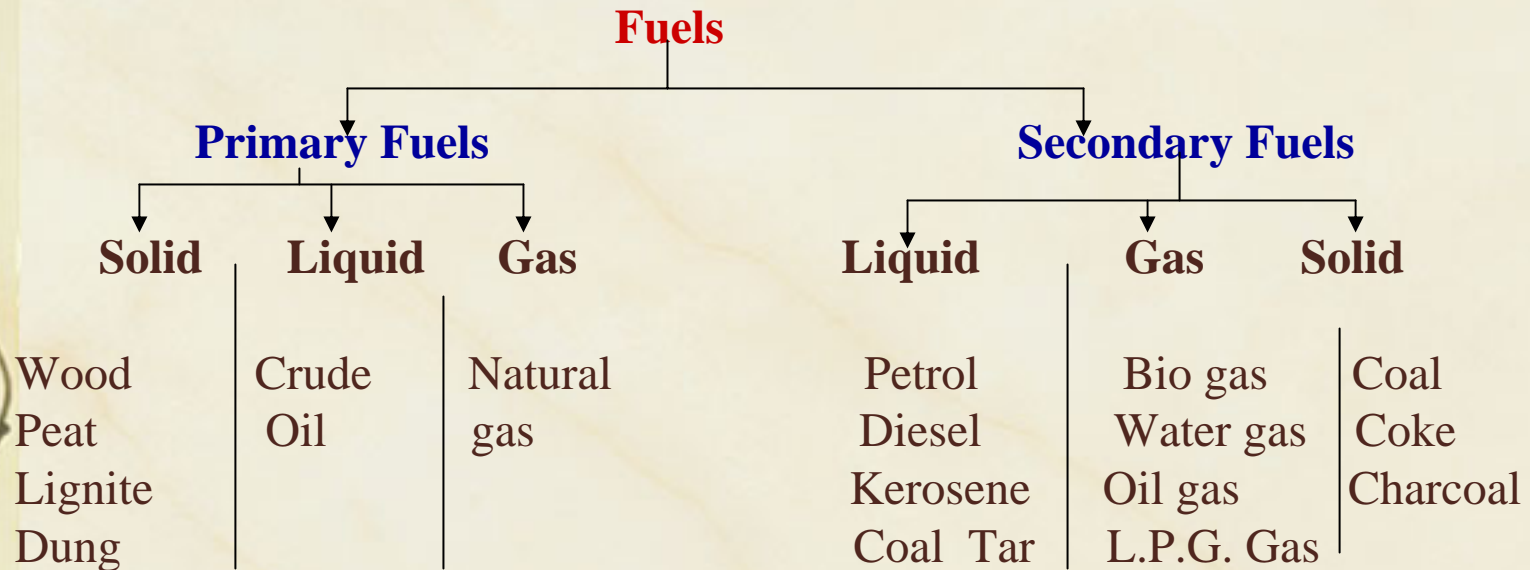 Fuels
Primary Fuels Secondary Fuels
Solid Liquid Gas Liquid Gas Solid
Wood Crude Natural Petrol Bio gas Coal
Peat Oil gas Diesel Water gas Coke
Lignite Kerosene Oil gas Charcoal
Dung Coal Tar L.P.G. Gas